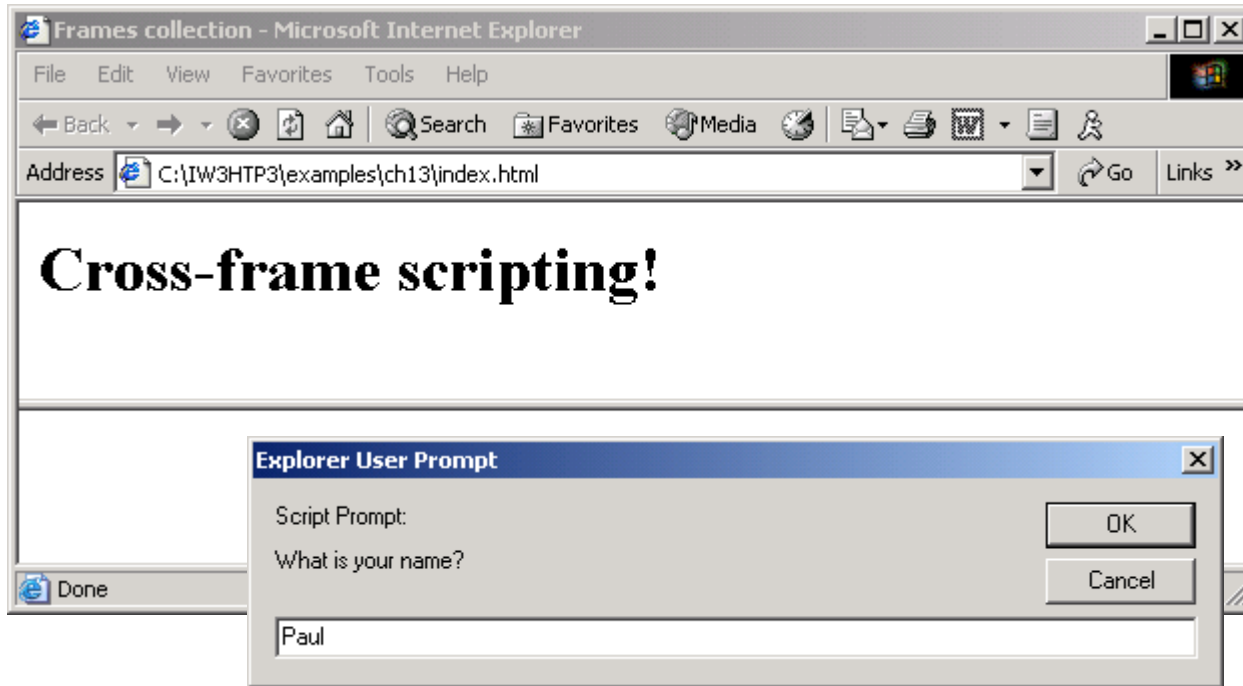 Frames collection - Microsoft Internet Explorer
File Edit View Favorites Tools Help
Back Search Favorites Media
Address C:\IW3HTP3\examples\ch13\index.html Go Links »
Cross-frame scripting!
Explorer User Prompt
Script Prompt:
OK
What is your name?
Cancel
Done
Paul